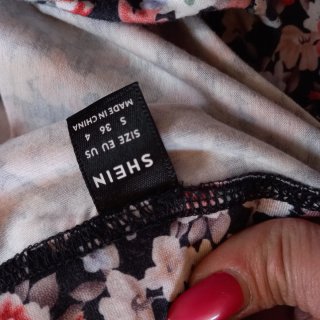 SHEIN
SIZE EU US
S 36 4
MADE IN CHINA